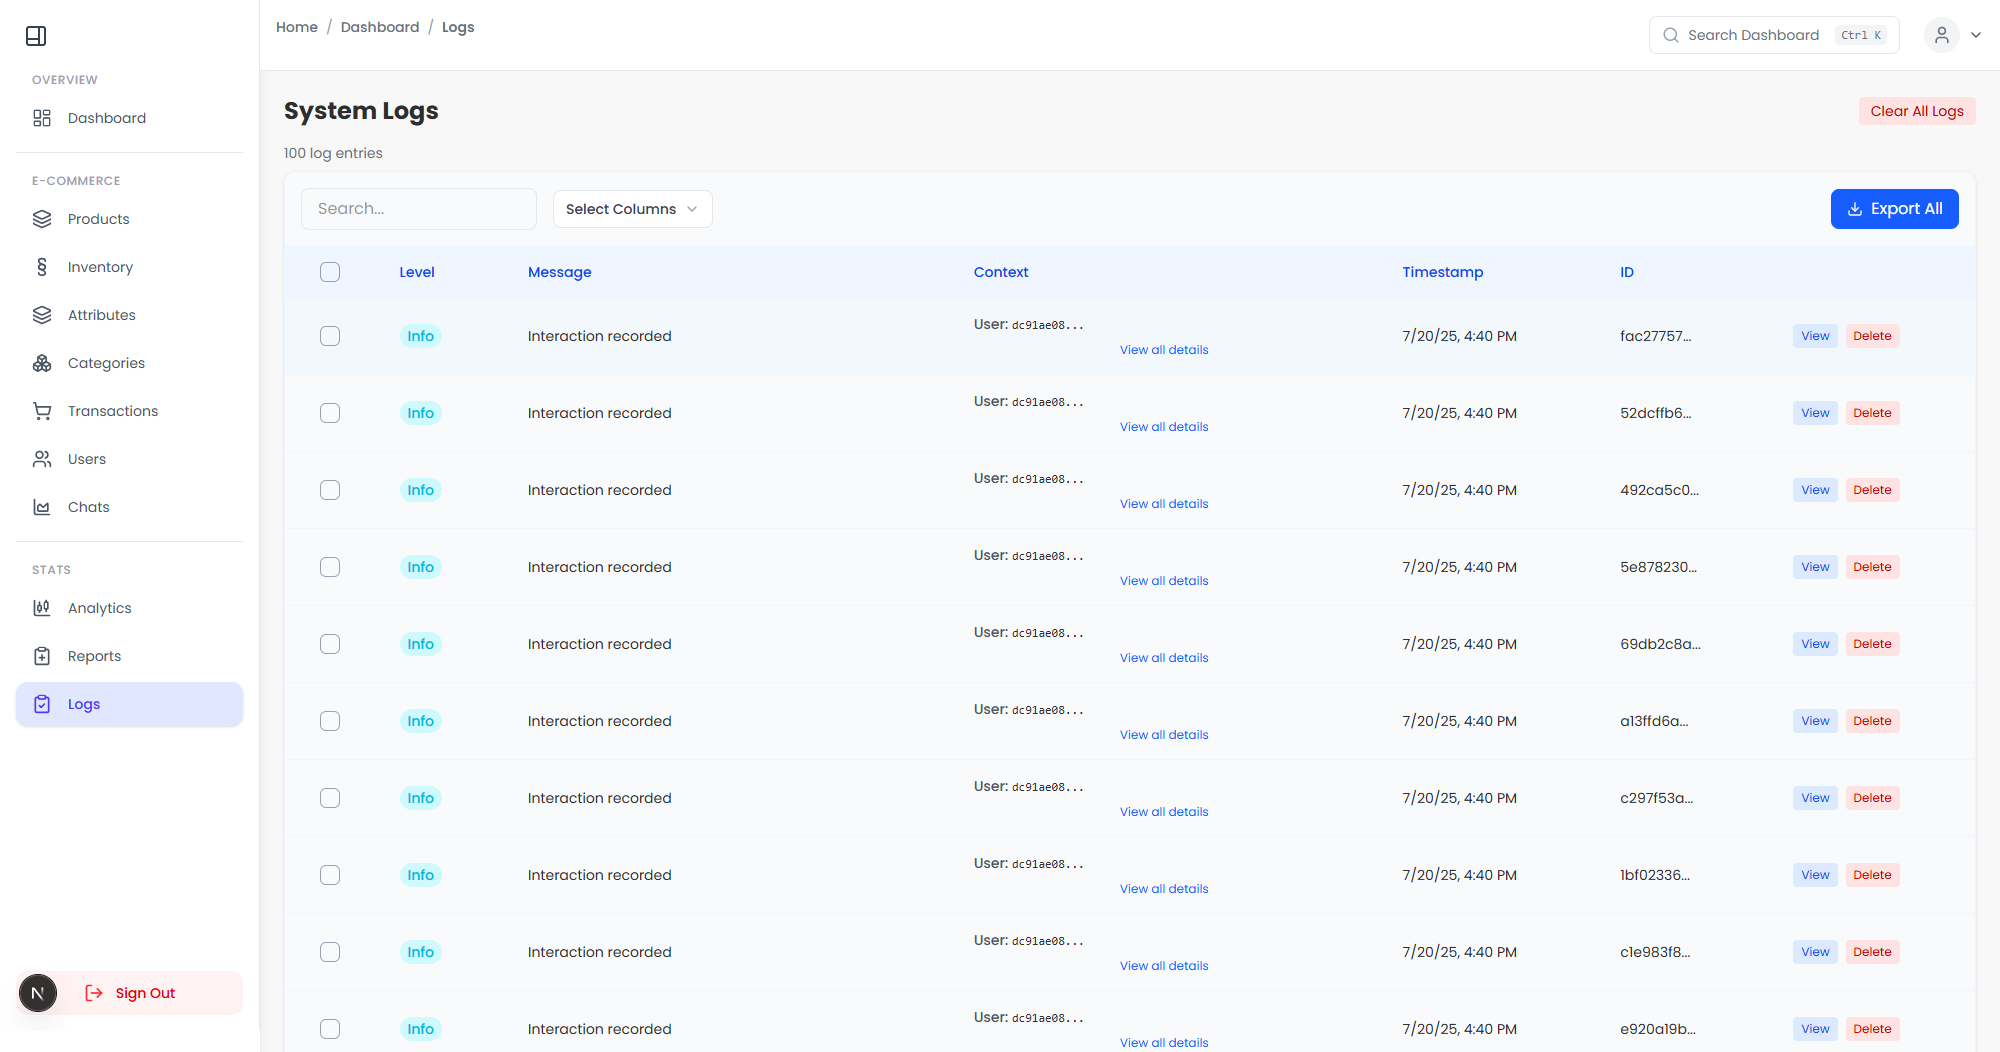 Home / Dashboard / Logs
Search Dashboard Ctrl K
OVERVIEW
Dashboard
E-COMMERCE
Products
Inventory
Attributes
Categories
Transactions
Users
Chats
STATS
Analytics
Reports
Logs
N
Sign Out
System Logs
Clear All Logs
100 log entries
Search...
Select Columns
Export All
Level Message Context Timestamp ID
Info Interaction recorded User: dc91ae08... 7/20/25, 4:40 PM fac27757... View Delete
View all details
Info Interaction recorded User: dc91ae08... 7/20/25, 4:40 PM 52dcffb6... View Delete
View all details
Info Interaction recorded User: dc91ae08... 7/20/25, 4:40 PM 492ca5c0... View Delete
View all details
Info Interaction recorded User: dc91ae08... 7/20/25, 4:40 PM 5e878230... View Delete
View all details
Info Interaction recorded User: dc91ae08... 7/20/25, 4:40 PM 69db2c8a... View Delete
View all details
Info Interaction recorded User: dc91ae08... 7/20/25, 4:40 PM a13ffd6a... View Delete
View all details
Info Interaction recorded User: dc91ae08... 7/20/25, 4:40 PM c297f53a... View Delete
View all details
Info Interaction recorded User: dc91ae08... 7/20/25, 4:40 PM 1bf02336... View Delete
View all details
Info Interaction recorded User: dc91ae08... 7/20/25, 4:40 PM c1e983f8... View Delete
View all details
Info Interaction recorded User: dc91ae08... 7/20/25, 4:40 PM e920a19b... View Delete
View all details